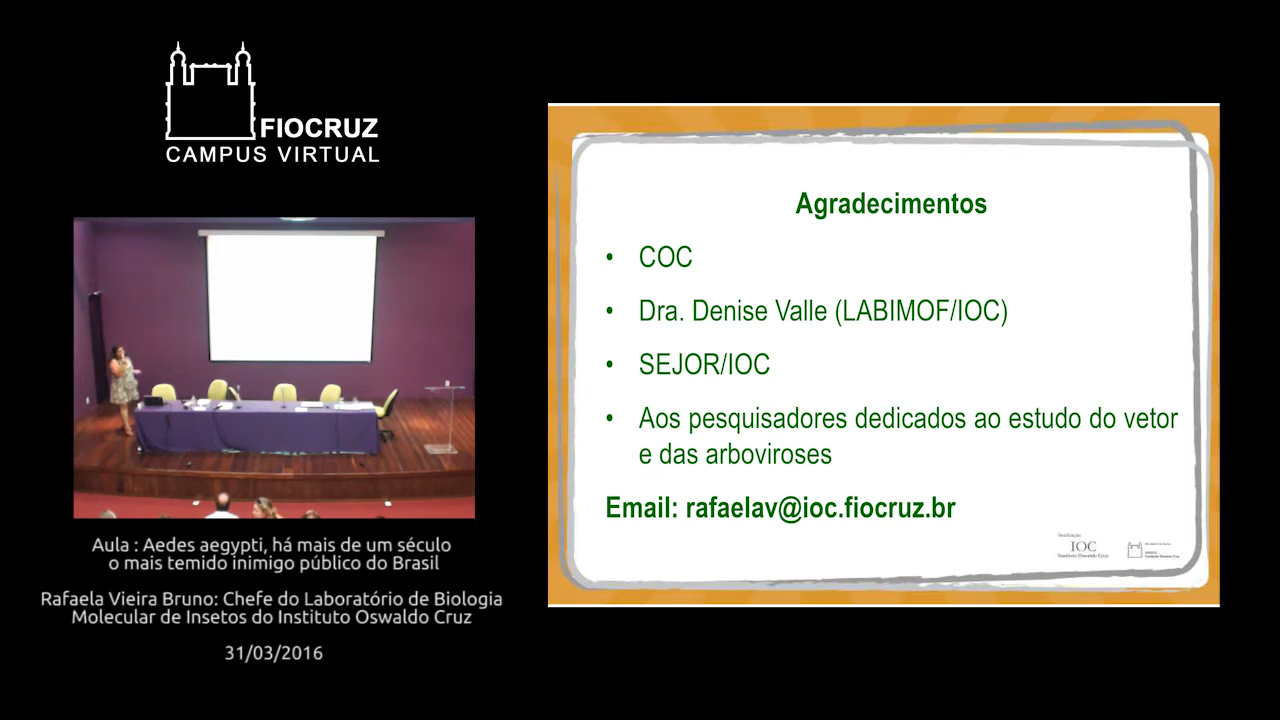 FIOCRUZ
CAMPUS VIRTUAL
Aula : Aedes aegypti, há mais de um século
o mais temido inimigo público do Brasil
Rafaela Vieira Bruno: Chefe do Laboratório de Biologia
Molecular de Insetos do Instituto Oswaldo Cruz
31/03/2016
Agradecimentos
• COC
• Dra. Denise Valle (LABIMOF/IOC)
• SEJOR/IOC
• Aos pesquisadores dedicados ao estudo do vetor
e das arboviroses
Email: rafaelav@ioc.fiocruz.br
IOC
Instituto Oswaldo Cruz